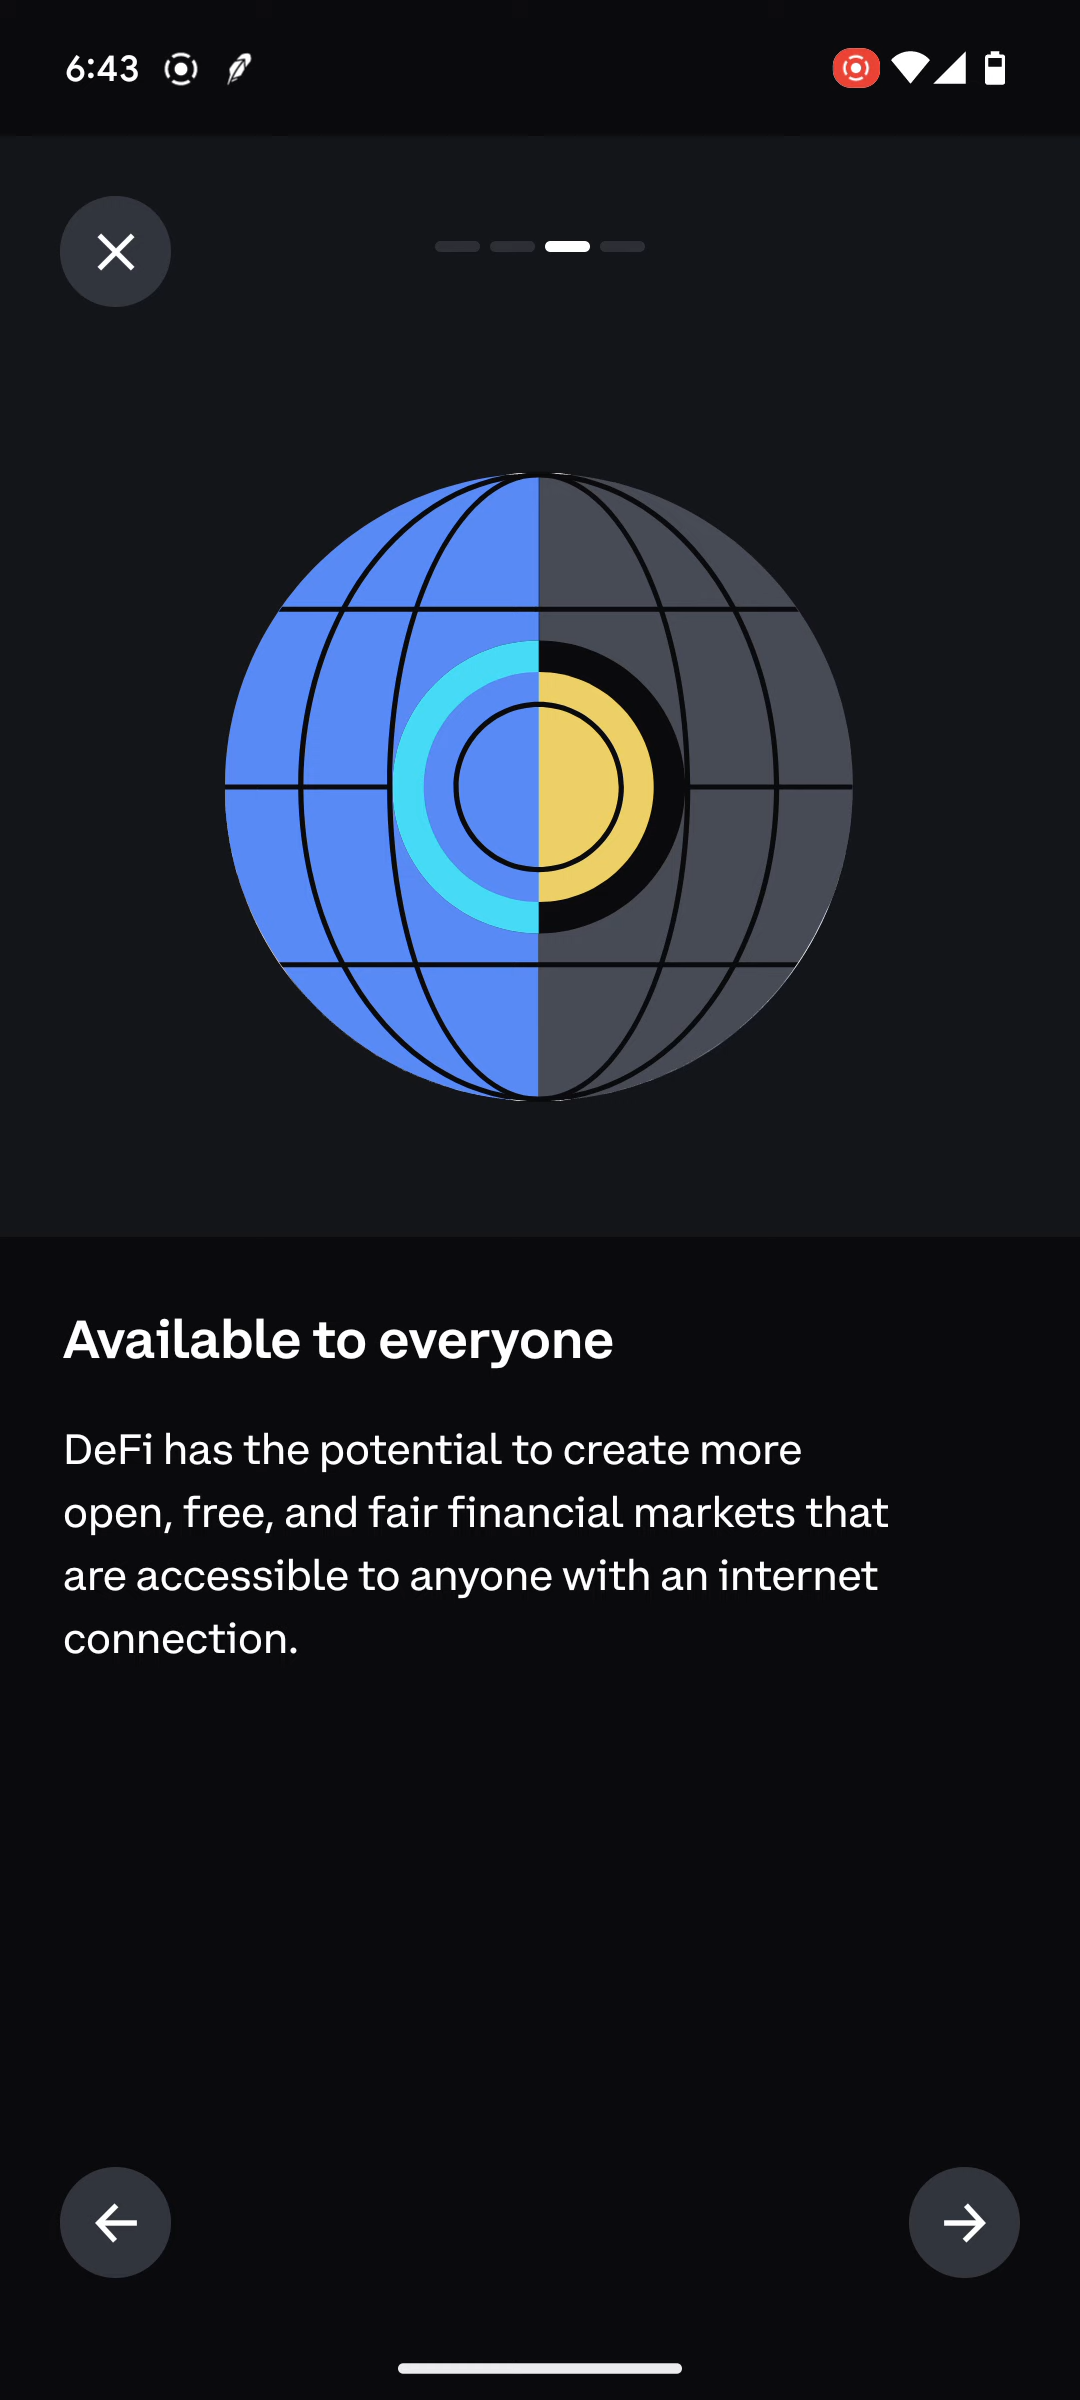 6:43
Available to everyone
DeFi has the potential to create more
open, free, and fair financial markets that
are accessible to anyone with an internet
connection.